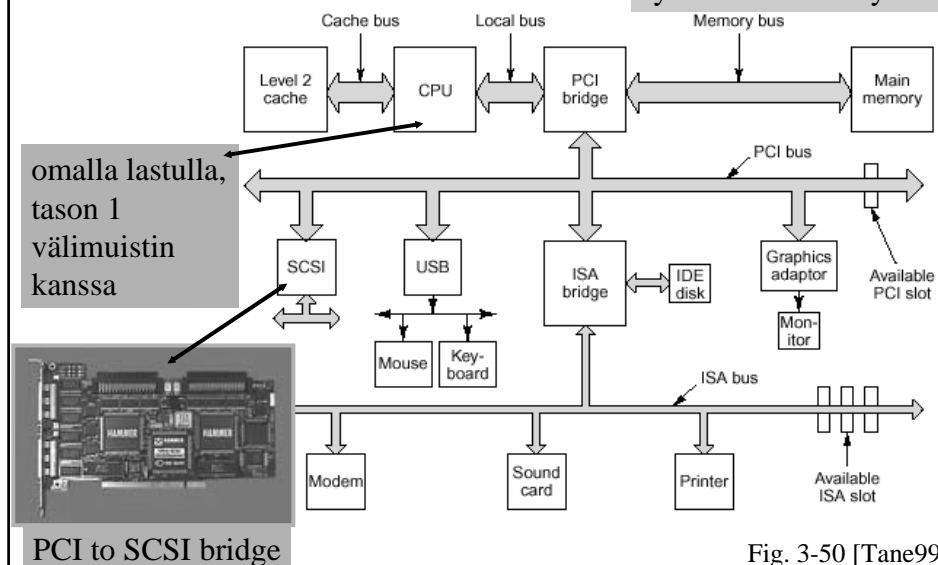 Cache bus
Local bus
Memory bus
Level 2
cache
CPU
PCI
bridge
Main
memory
omalla lastulla,
tason 1
välimuistin
kanssa
PCI bus
SCSI
USB
ISA
bridge
IDE
disk
Graphics
adaptor
Available
PCI slot
Mouse
Key-
board
Mon-
itor
ISA bus
HAMMER
HAMMER
Modem
Sound
card
Printer
Available
ISA slot
PCI to SCSI bridge
Fig. 3-50 [Tane99